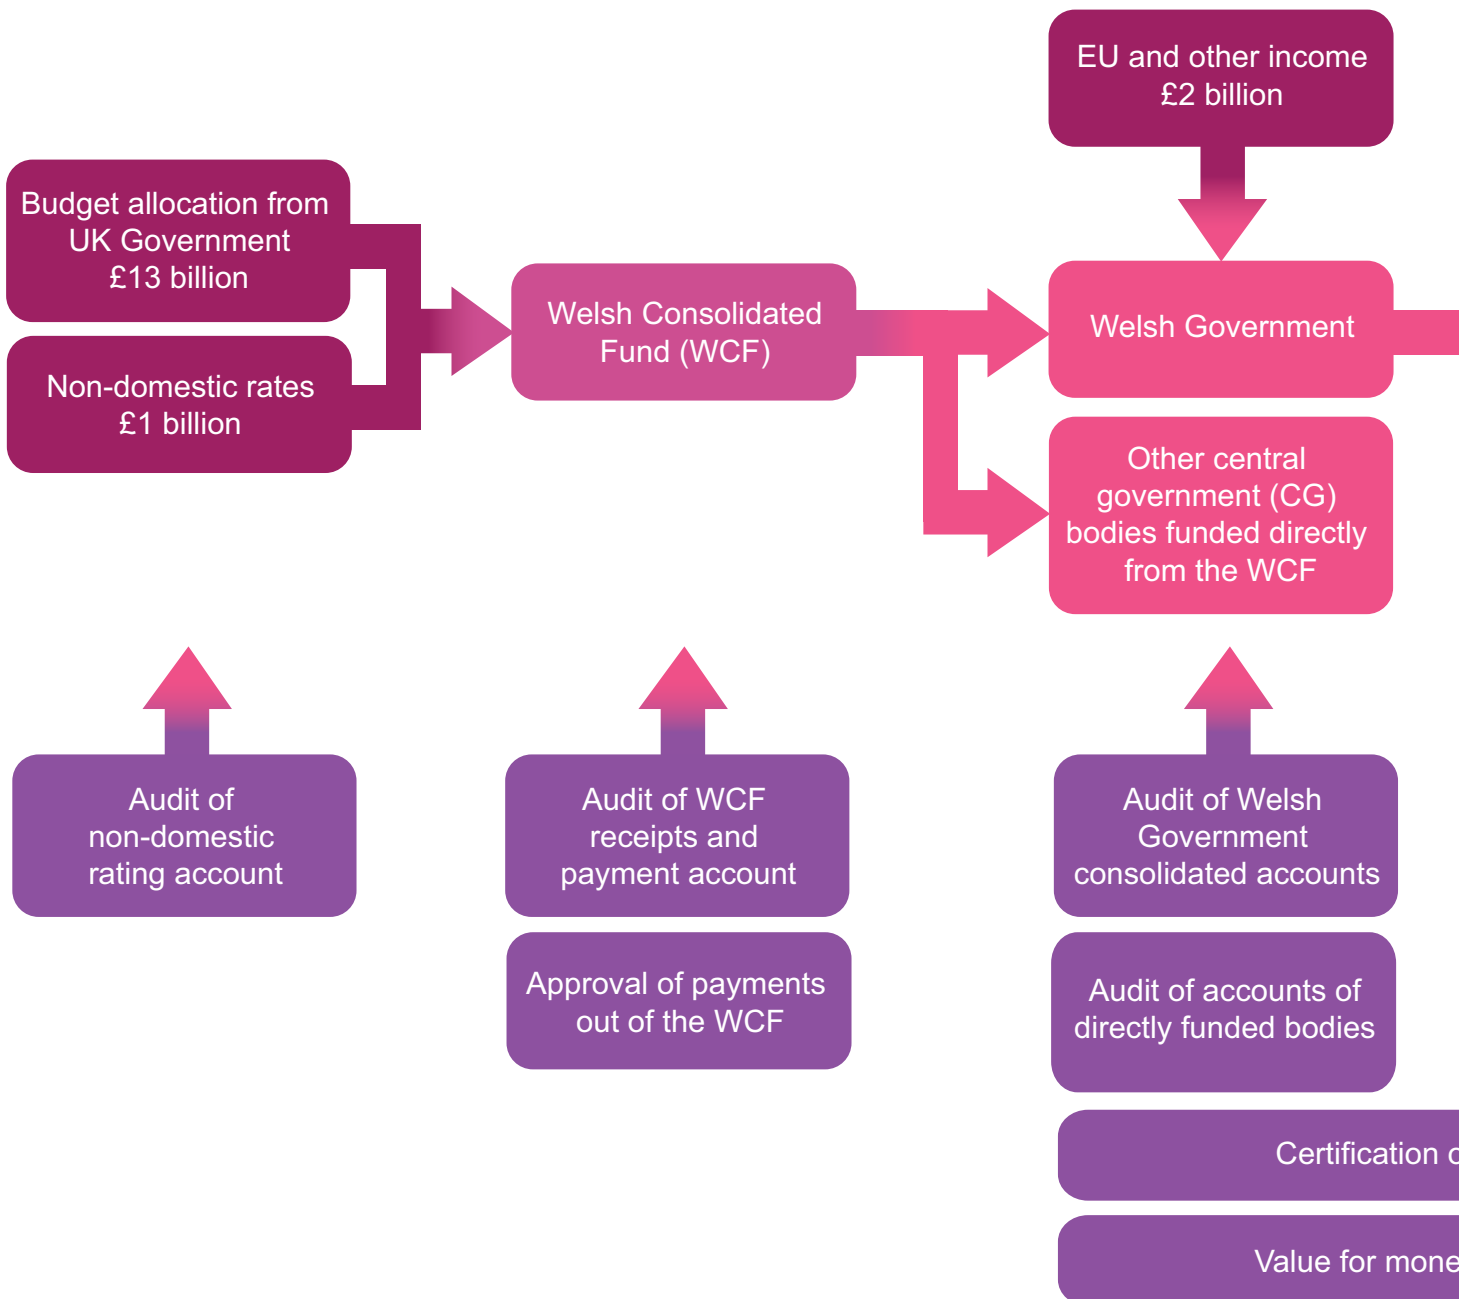 EU and other income
£2 billion
Budget allocation from
UK Government
£13 billion
Non-domestic rates
£1 billion
Welsh Consolidated
Fund (WCF)
Welsh Government
Other central
government (CG)
bodies funded directly
from the WCF
Audit of
non-domestic
rating account
Audit of WCF
receipts and
payment account
Approval of payments
out of the WCF
Audit of Welsh
Government
consolidated accounts
Audit of accounts of
directly funded bodies
Certification
Value for mone